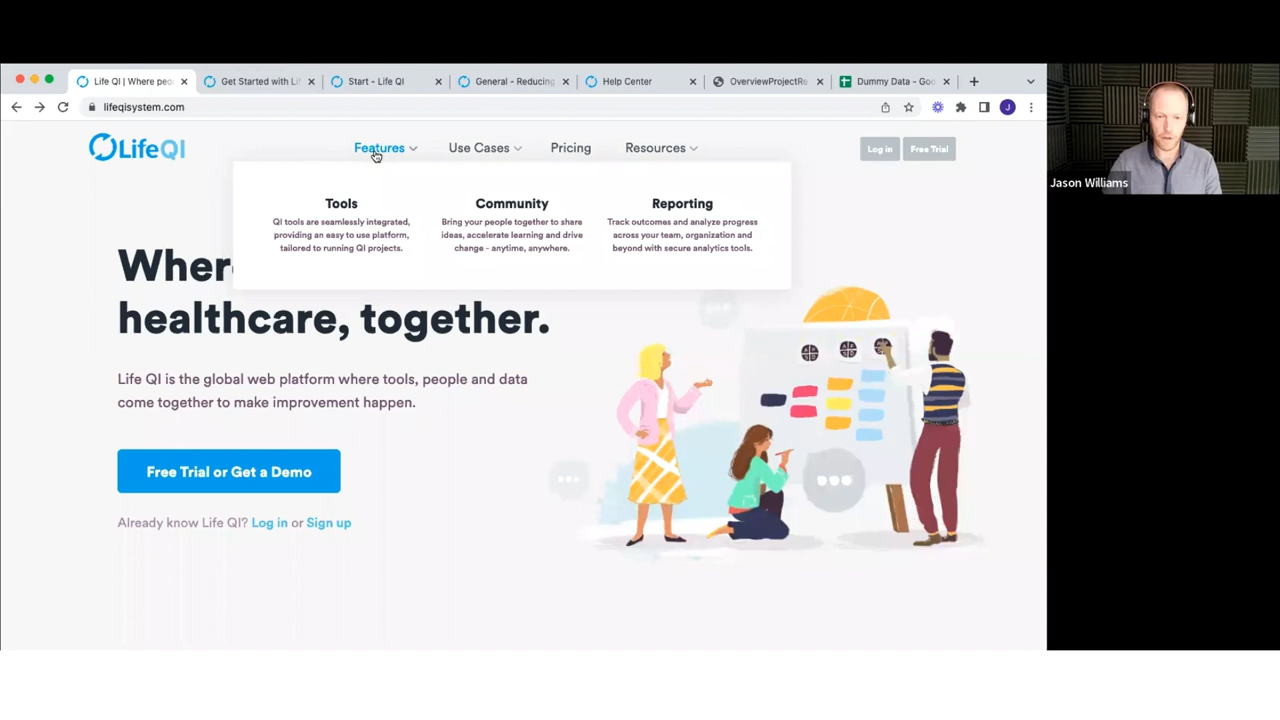 Life QI | Where peo
Get Started with Lif
Start - Life QI
General - Reducing
Help Center
OverviewProjectRe
Dummy Data - Goo
lifeqisystem.com
J
LifeQI
Features
Use Cases
Pricing
Resources
Log in
Free Trial
Jason Williams
Tools
QI tools are seamlessly integrated,
providing an easy to use platform,
tailored to running QI projects.
Community
Bring your people together to share
ideas, accelerate learning and drive
change - anytime, anywhere.
Reporting
Track outcomes and analyze progress
across your team, organization and
beyond with secure analytics tools.
Wher
healthcare, together.
Life QI is the global web platform where tools, people and data
come together to make improvement happen.
Free Trial or Get a Demo
Already know Life QI? Log in or Sign up